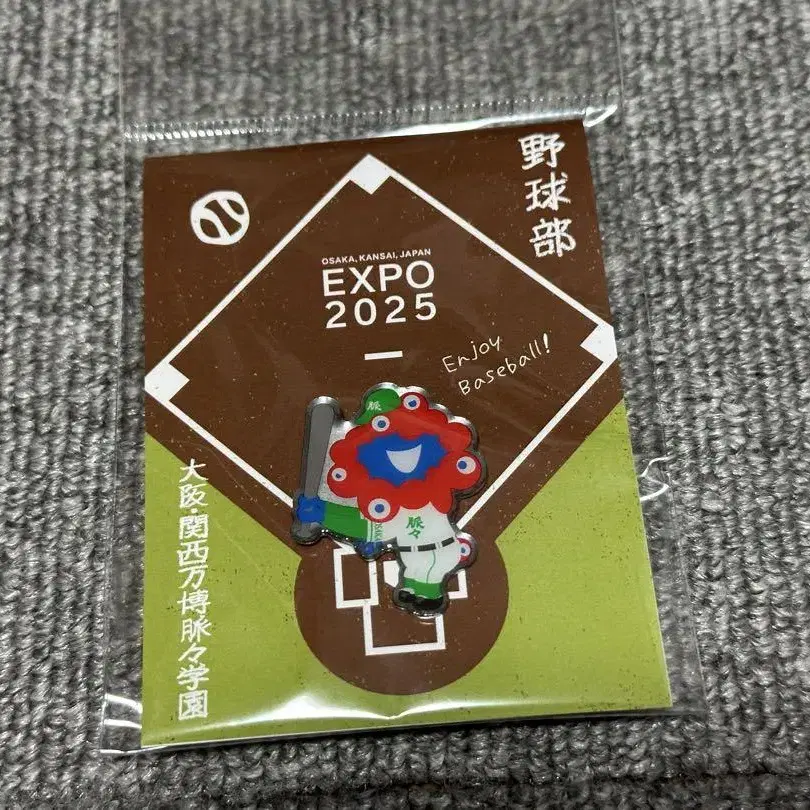 野球部
OSAKA, KANSAI, JAPAN
EXPO
2025
Enjoy
Baseball!
脈
脈々
OSAKA
大阪・関西万博脈々学園